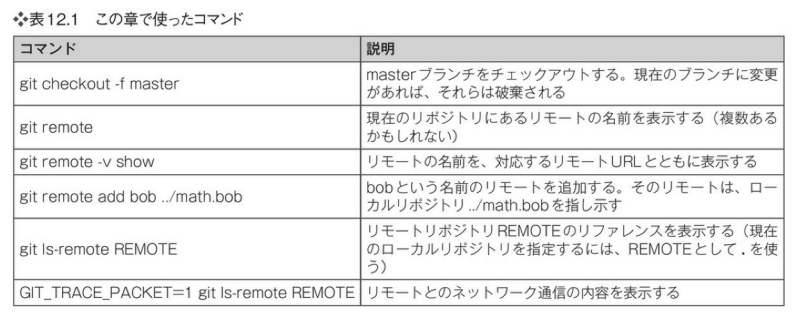 ❖表12.1 この章で使ったコマンド
コマンド 説明
git checkout -f master masterブランチをチェックアウトする。現在のブランチに変更
があれば、それらは破棄される
git remote 現在のリポジトリにあるリモートの名前を表示する（複数ある
かもしれない）
git remote -v show リモートの名前を、対応するリモートURLとともに表示する
git remote add bob ../math.bob bobという名前のリモートを追加する。そのリモートは、ロー
カルリポジトリ../math.bobを指し示す
git ls-remote REMOTE リモートリポジトリREMOTEのリファレンスを表示する（現在
のローカルリポジトリを指定するには、REMOTEとして . を使
う）
GIT_TRACE_PACKET=1 git ls-remote REMOTE リモートとのネットワーク通信の内容を表示する